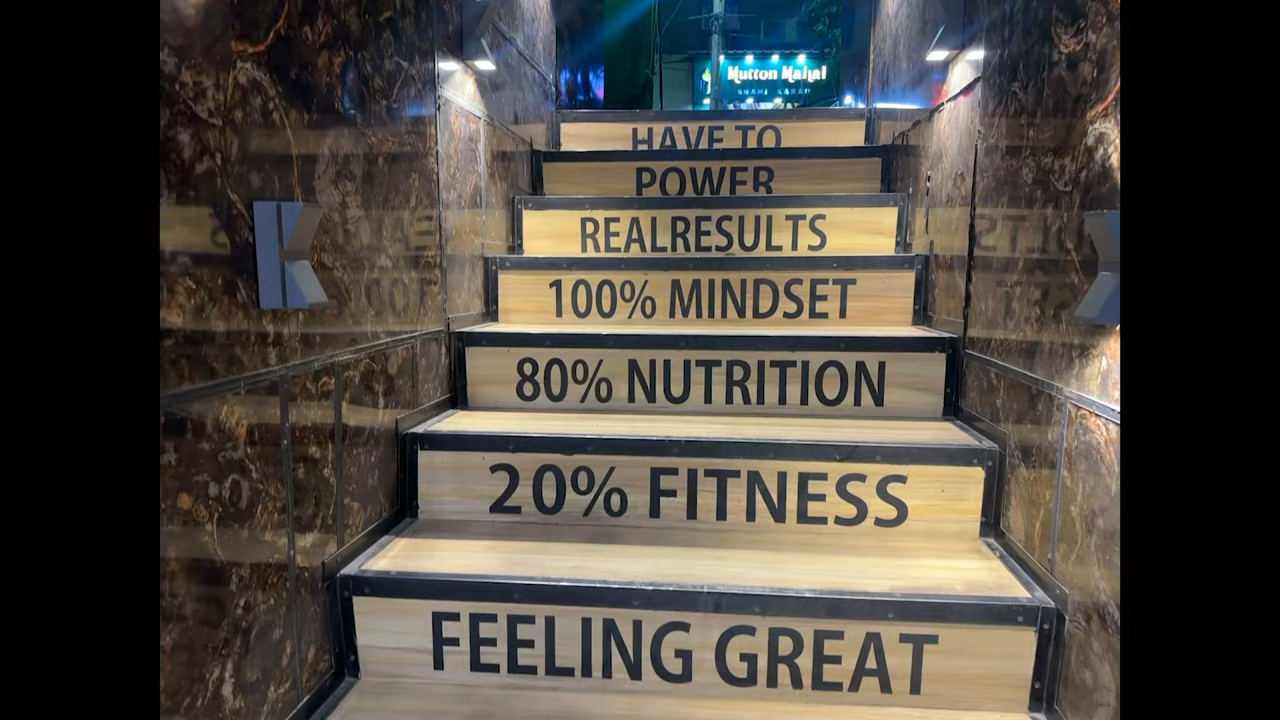 Mutton Mahal
HAVE TO
POWER
REALRESULTS
100% MINDSET
80% NUTRITION
20% FITNESS
FEELING GREAT